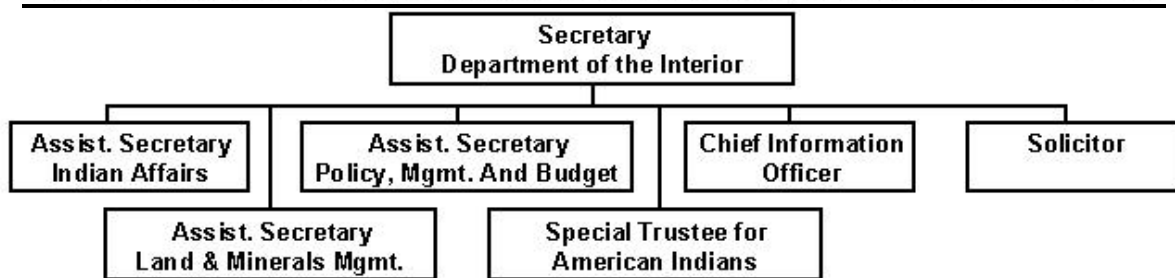 Secretary
Department of the Interior
Assist. Secretary
Indian Affairs
Assist. Secretary
Policy, Mgmt. And Budget
Chief Information
Officer
Solicitor
Assist. Secretary
Land & Minerals Mgmt.
Special Trustee for
American Indians